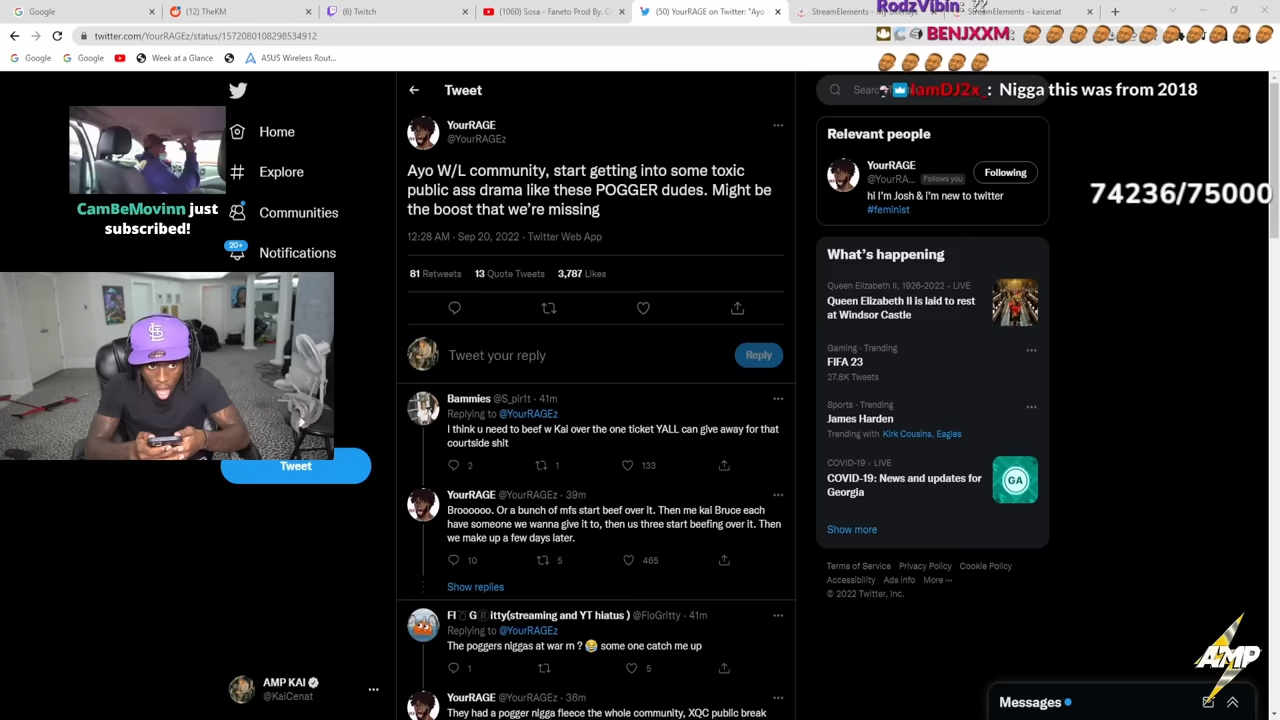 Google
(12) TheKM
(6) Twitch
(1060) Sosa - Faneto Prod By. C
(50) YourRAGE on Twitter: "Ayo
StreamElements - My overlays
StreamElements - kaicenat
RodzVibin: ??
twitter.com/YourRAGEz/status/
BENJXXM:
Google
Google
Week at a Glance
ASUS Wireless Rout...
NamDJ2x_: Nigga this was from 2018
74236/75000
CamBeMovinn just
subscribed!
Home
Explore
Communities
20+
Notifications
Tweet
AMP KAI
@KaiCenat
Tweet
YourRAGE
@YourRAGEz
Ayo W/L community, start getting into some toxic
public ass drama like these POGGER dudes. Might be
the boost that we're missing
12:28 AM · Sep 20, 2022 · Twitter Web App
81 Retweets 13 Quote Tweets 3,787 Likes
Tweet your reply
Reply
Bammies @S_pir1t · 41m
Replying to @YourRAGEz
I think u need to beef w Kai over the one ticket YALL can give away for that
courtside shit
2 1 133
YourRAGE @YourRAGEz · 39m
Broooooo. Or a bunch of mfs start beef over it. Then me kai Bruce each
have someone we wanna give it to, then us three start beefing over it. Then
we make up a few days later.
10 5 465
Show replies
itty(streaming and YT hiatus ) @FloGritty · 41m
Replying to @YourRAGEz
The poggers niggas at war rn ? 😂 some one catch me up
1 5
YourRAGE @YourRAGEz · 36m
They had a pogger nigga fleece the whole community, XQC public break
Relevant people
YourRAGE
@YourRA... Follows you
Following
hi I'm Josh & i'm new to twitter
#feminist
What's happening
Queen Elizabeth II, 1926-2022 · LIVE
Queen Elizabeth II is laid to rest
at Windsor Castle
Gaming · Trending
FIFA 23
27.8K Tweets
Sports · Trending
James Harden
Trending with Kirk Cousins, Eagles
COVID-19 · LIVE
COVID-19: News and updates for
Georgia
GA
Show more
Terms of Service Privacy Policy Cookie Policy
Accessibility Ads info More ···
© 2022 Twitter, Inc.
AMP
Messages